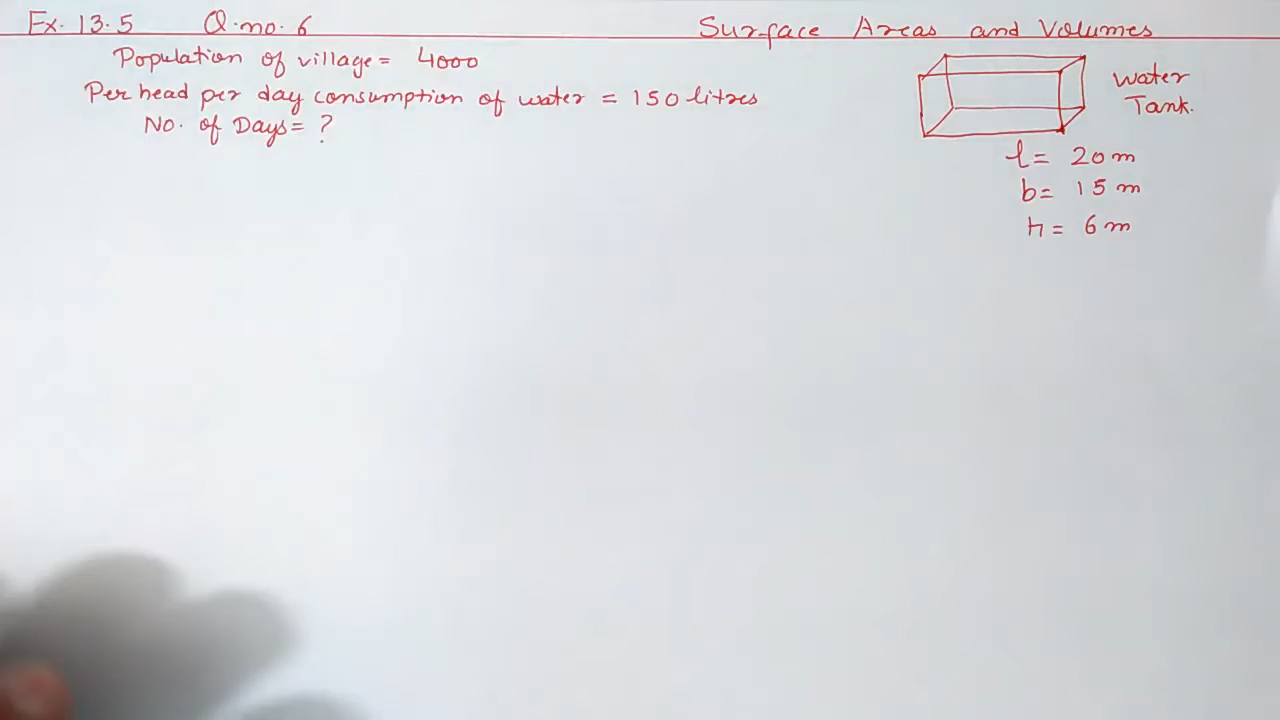 Ex. 13.5 Q.no. 6 Surface Areas and Volumes
Population of village = 4000
Per head per day consumption of water = 150 litres
No. of Days = ?
Water
Tank.
l = 20 m
b = 15 m
h = 6 m